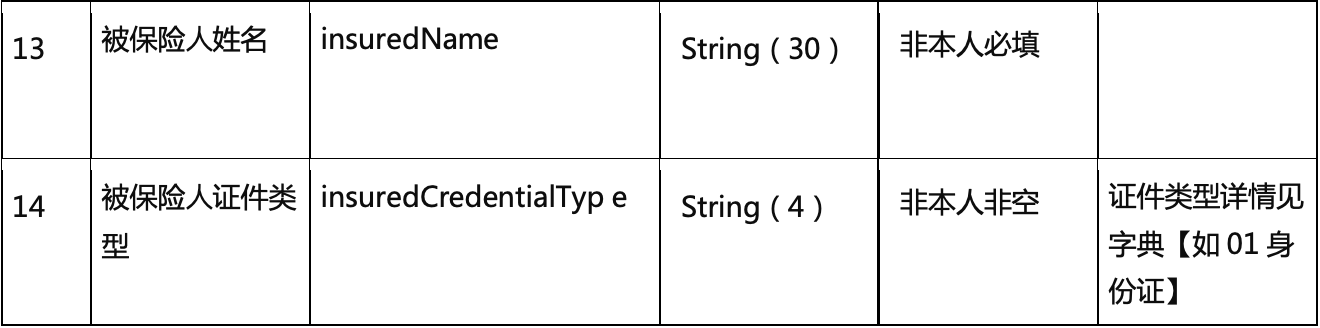 13 被保险人姓名 insuredName String（30） 非本人必填
14 被保险人证件类 insuredCredentialTyp e String（4） 非本人非空 证件类型详情见
型 字典【如 01 身
份证】